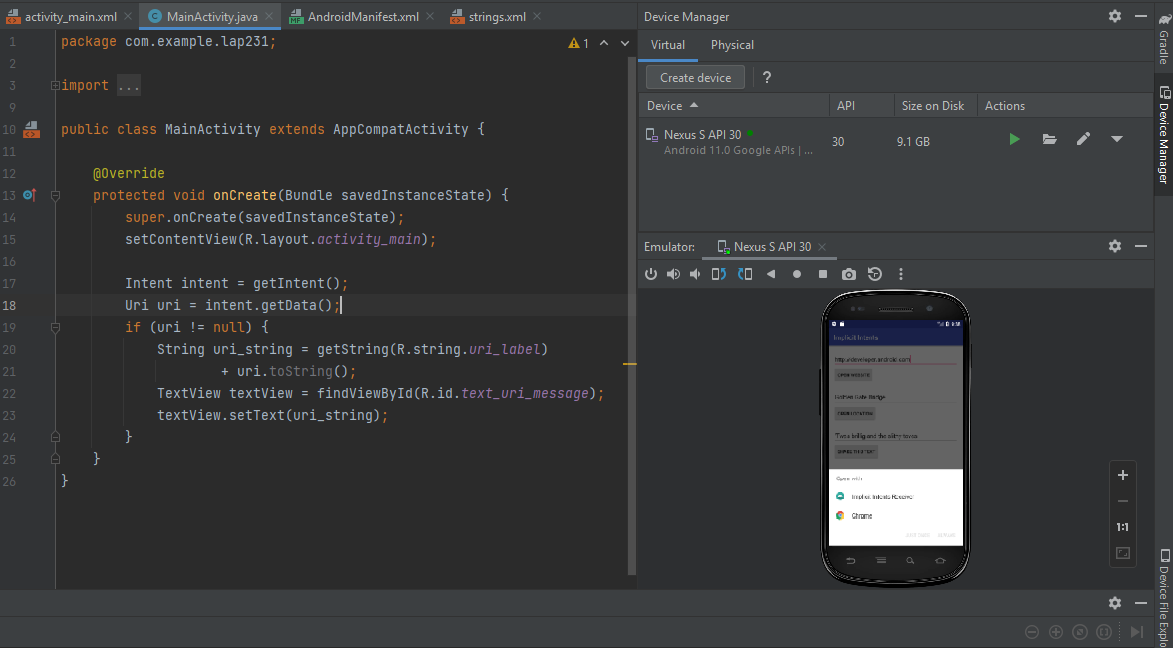 activity_main.xml MainActivity.java AndroidManifest.xml strings.xml
1 package com.example.lap231;
1
2
3 import ...
9
10 public class MainActivity extends AppCompatActivity {
11
12 @Override
13 protected void onCreate(Bundle savedInstanceState) {
14 super.onCreate(savedInstanceState);
15 setContentView(R.layout.activity_main);
16
17 Intent intent = getIntent();
18 Uri uri = intent.getData();
19 if (uri != null) {
20 String uri_string = getString(R.string.uri_label)
21 + uri.toString();
22 TextView textView = findViewById(R.id.text_uri_message);
23 textView.setText(uri_string);
24 }
25 }
26 }
Device Manager
Virtual Physical
Create device ?
Device API Size on Disk Actions
Nexus S API 30 30 9.1 GB
Android 11.0 Google APIs | ...
Emulator: Nexus S API 30
Implicit Intents
http://developer.android.com
OPEN WEBSITE
Golden Gate Bridge
Open with
Implicit Intents Receiver
Chrome
1:1
Gradle
Device Manager
Device File Explo